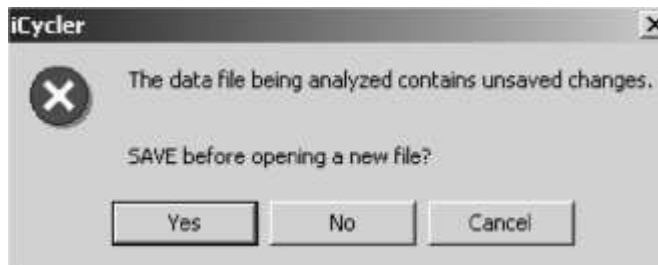 iCycler
The data file being analyzed contains unsaved changes.
SAVE before opening a new file?
Yes No Cancel